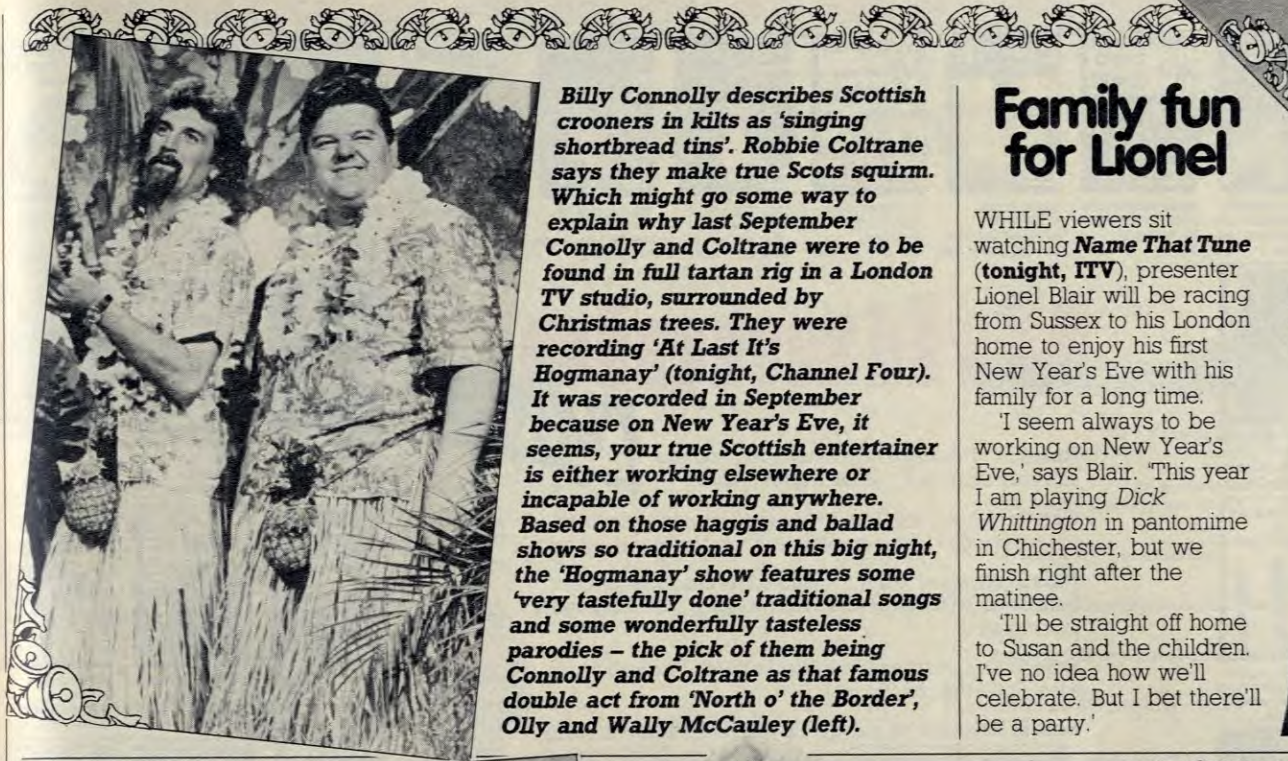 Billy Connolly describes Scottish
crooners in kilts as 'singing
shortbread tins'. Robbie Coltrane
says they make true Scots squirm.
Which might go some way to
explain why last September
Connolly and Coltrane were to be
found in full tartan rig in a London
TV studio, surrounded by
Christmas trees. They were
recording 'At Last It's
Hogmanay' (tonight, Channel Four).
It was recorded in September
because on New Year's Eve, it
seems, your true Scottish entertainer
is either working elsewhere or
incapable of working anywhere.
Based on those haggis and ballad
shows so traditional on this big night,
the 'Hogmanay' show features some
'very tastefully done' traditional songs
and some wonderfully tasteless
parodies – the pick of them being
Connolly and Coltrane as that famous
double act from 'North o' the Border',
Olly and Wally McCauley (left).
Family fun
for Lionel
WHILE viewers sit
watching Name That Tune
(tonight, ITV), presenter
Lionel Blair will be racing
from Sussex to his London
home to enjoy his first
New Year's Eve with his
family for a long time.
'I seem always to be
working on New Year's
Eve,' says Blair. 'This year
I am playing Dick
Whittington in pantomime
in Chichester, but we
finish right after the
matinee.
'I'll be straight off home
to Susan and the children.
I've no idea how we'll
celebrate. But I bet there'll
be a party.'